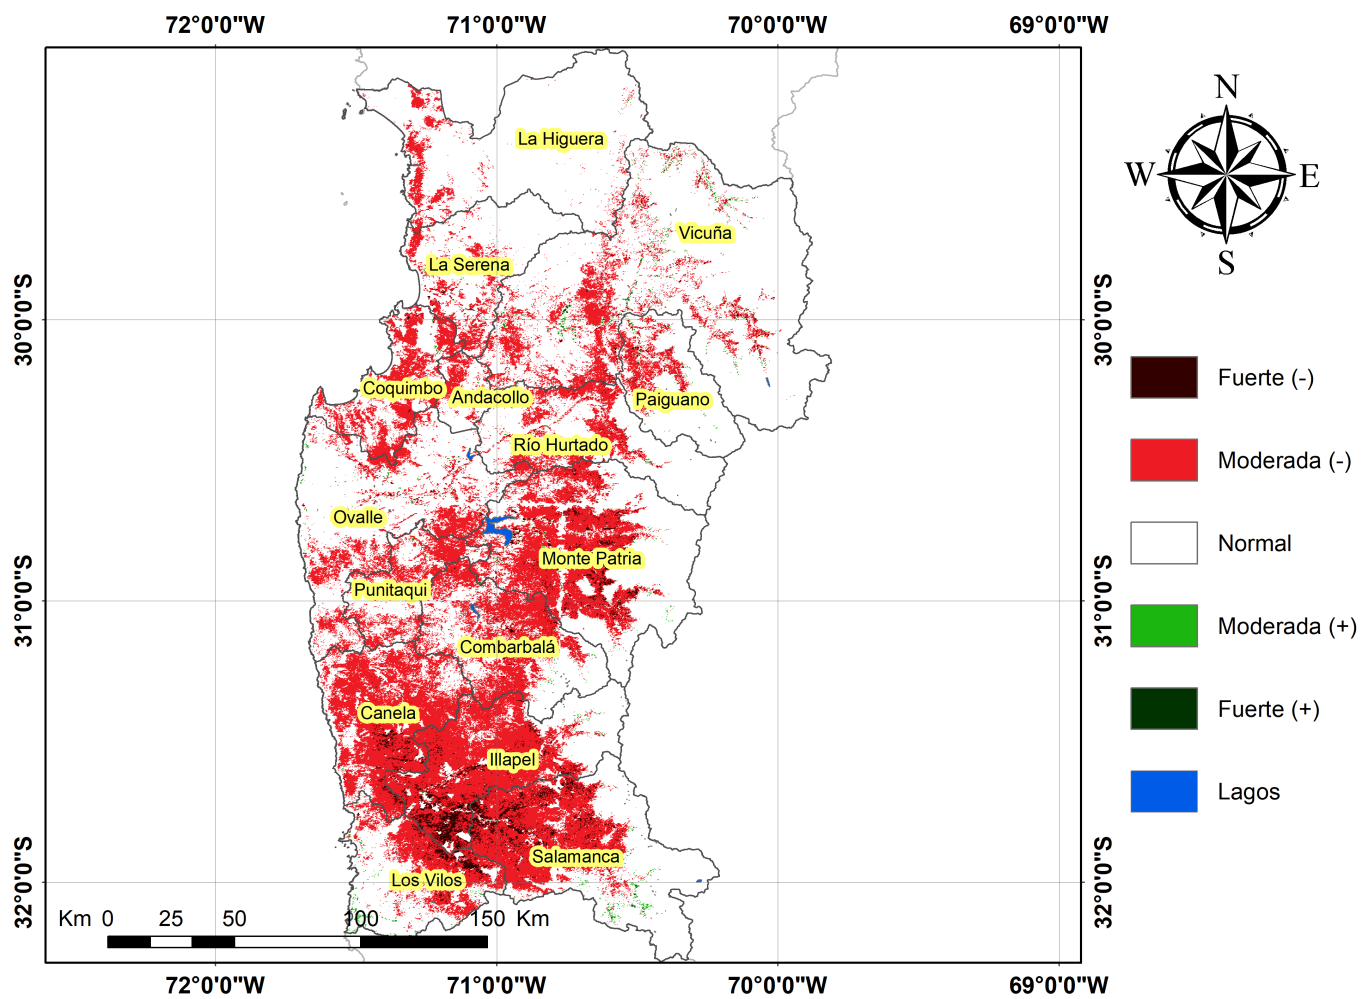 72°0'0"W 71°0'0"W 70°0'0"W 69°0'0"W
N
W E
S
30°0'0"S
31°0'0"S
32°0'0"S
La Higuera
Vicuña
La Serena
Coquimbo
Andacollo
Paiguano
Río Hurtado
Ovalle
Monte Patria
Punitaqui
Combarbalá
Canela
Illapel
Salamanca
Los Vilos
Km 0 25 50 100 150 Km
30°0'0"S
31°0'0"S
32°0'0"S
Fuerte (-)
Moderada (-)
Normal
Moderada (+)
Fuerte (+)
Lagos
72°0'0"W 71°0'0"W 70°0'0"W 69°0'0"W